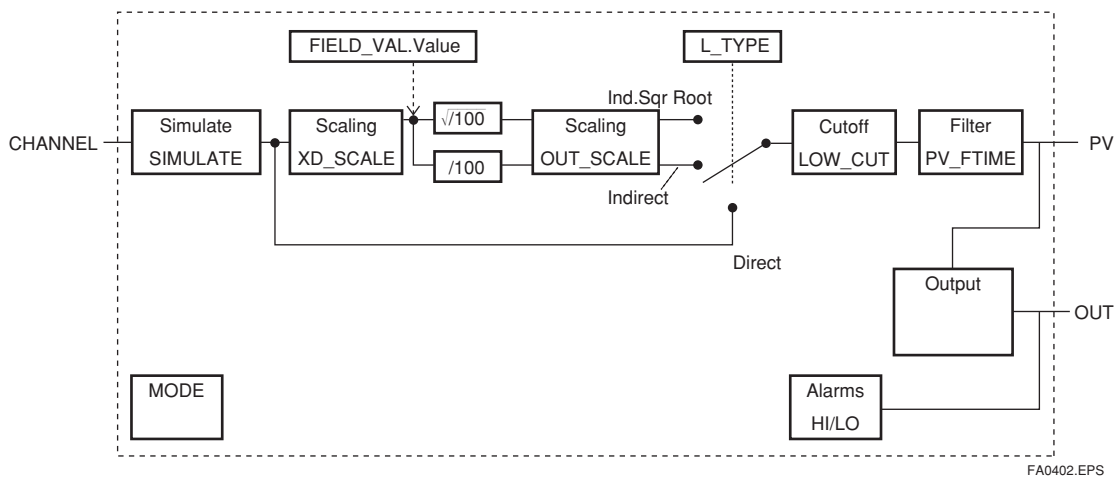 FIELD_VAL.Value
L_TYPE
CHANNEL
Simulate
SIMULATE
Scaling
XD_SCALE
√/100
/100
Scaling
OUT_SCALE
Ind.Sqr Root
Indirect
Direct
Cutoff
LOW_CUT
Filter
PV_FTIME
PV
Output
OUT
MODE
Alarms
HI/LO
FA0402.EPS